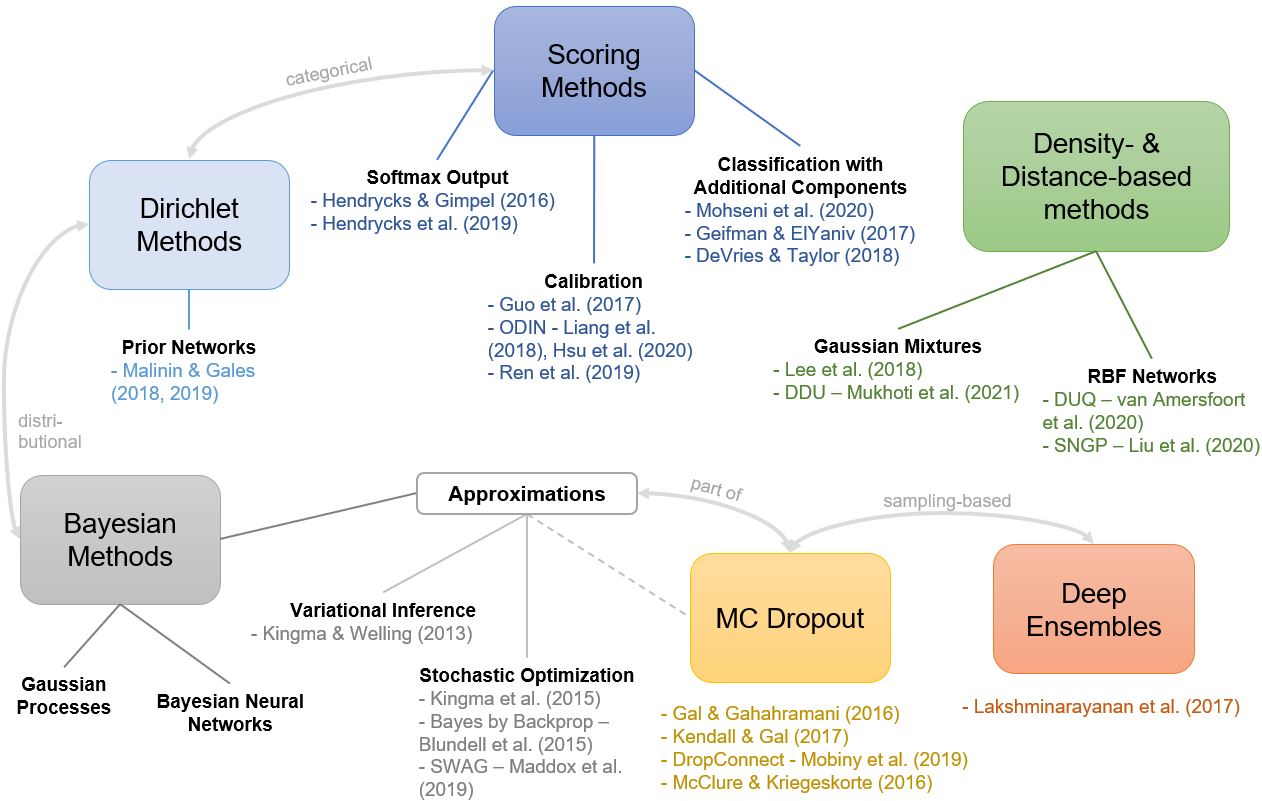 Scoring
Methods
categorical
Density- &
Distance-based
methods
Dirichlet
Methods
Softmax Output
- Hendrycks & Gimpel (2016)
- Hendrycks et al. (2019)
Classification with
Additional Components
- Mohseni et al. (2020)
- Geifman & ElYaniv (2017)
- DeVries & Taylor (2018)
Calibration
- Guo et al. (2017)
- ODIN - Liang et al.
(2018), Hsu et al. (2020)
- Ren et al. (2019)
Prior Networks
- Malinin & Gales
(2018, 2019)
Gaussian Mixtures
- Lee et al. (2018)
- DDU – Mukhoti et al. (2021)
RBF Networks
- DUQ – van Amersfoort
et al. (2020)
- SNGP – Liu et al. (2020)
distri-
butional
Bayesian
Methods
Approximations
part of
sampling-based
MC Dropout
Deep
Ensembles
Variational Inference
- Kingma & Welling (2013)
Gaussian
Processes
Bayesian Neural
Networks
Stochastic Optimization
- Kingma et al. (2015)
- Bayes by Backprop –
Blundell et al. (2015)
- SWAG – Maddox et al.
(2019)
- Gal & Gahahramani (2016)
- Kendall & Gal (2017)
- DropConnect - Mobiny et al. (2019)
- McClure & Kriegeskorte (2016)
- Lakshminarayanan et al. (2017)